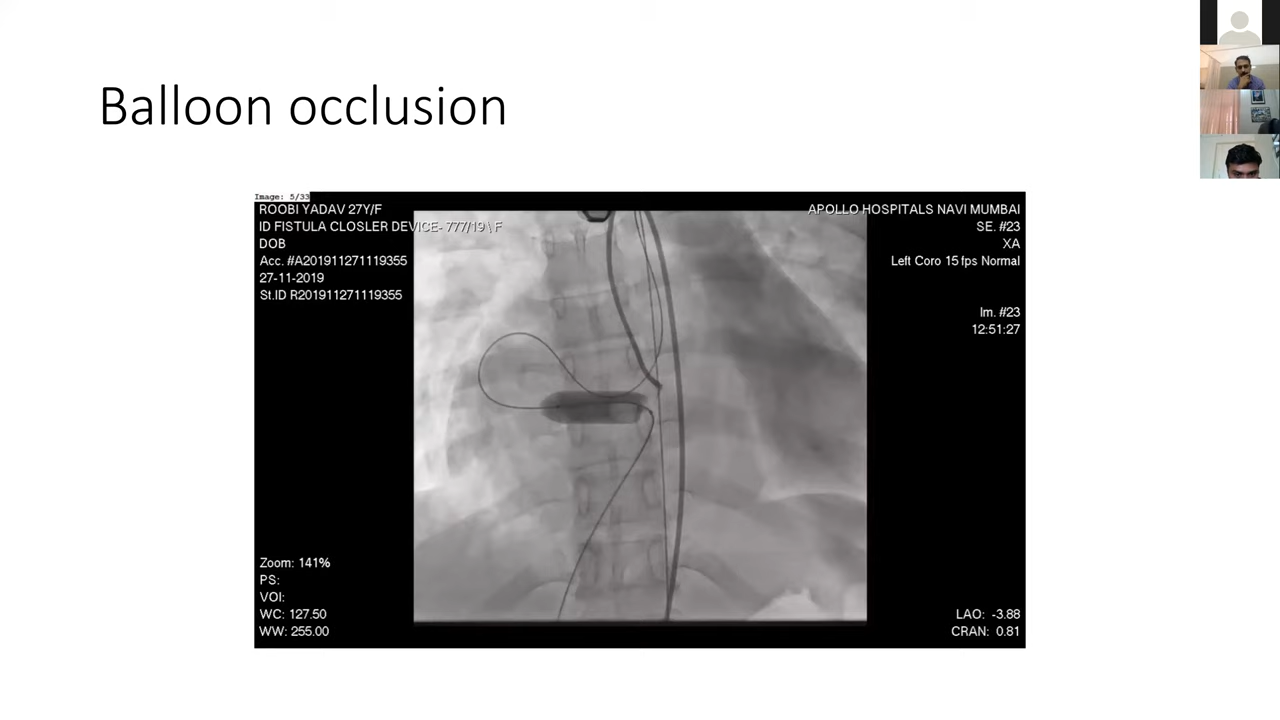 Balloon occlusion
Image: 5/33
ROOBI YADAV 27Y/F
ID FISTULA CLOSLER DEVICE- 777/19\F
DOB
Acc. #A201911271119355
27-11-2019
St.ID R201911271119355
APOLLO HOSPITALS NAVI MUMBAI
SE. #23
XA
Left Coro 15 fps Normal
Im. #23
12:51:27
Zoom: 141%
PS:
VOI:
WC: 127.50
WW: 255.00
LAO: -3.88
CRAN: 0.81